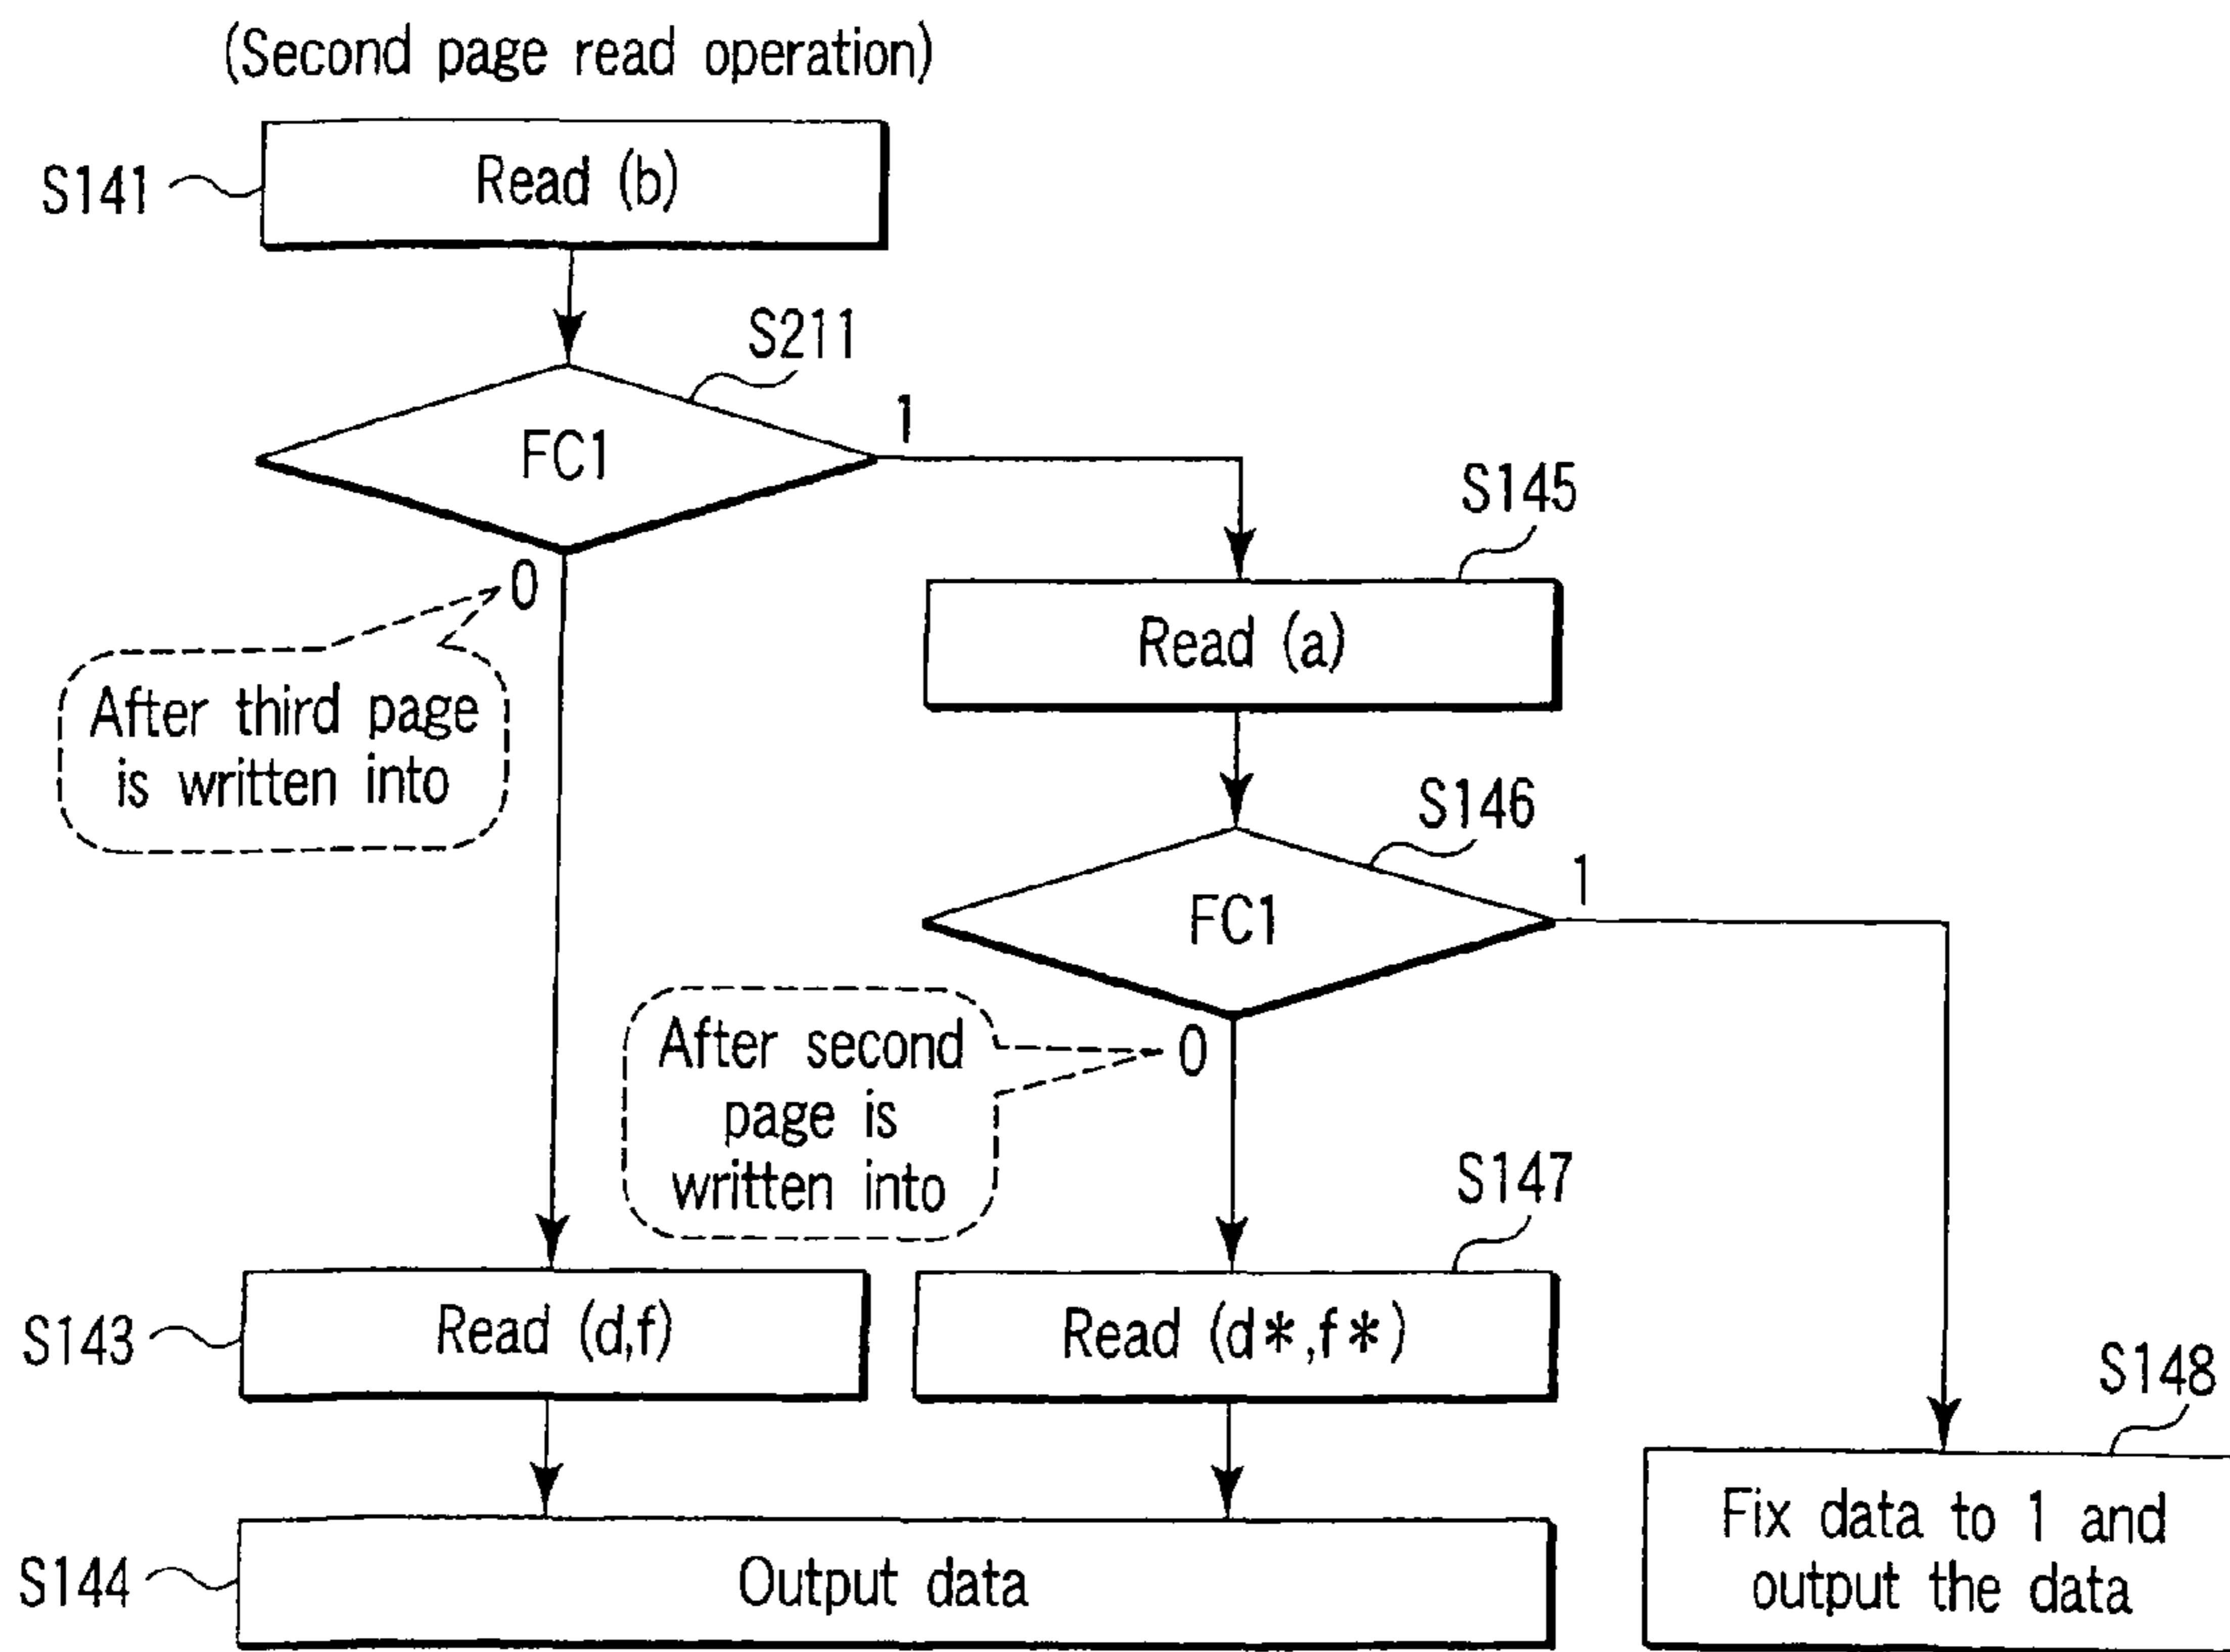 (Second page read operation)
S141
Read (b)
S211
FC1
1
0
After third page
is written into
S145
Read (a)
S146
FC1
1
0
After second
page is
written into
S143
Read (d,f)
S147
Read (d*,f*)
S148
Fix data to 1 and
output the data
S144
Output data